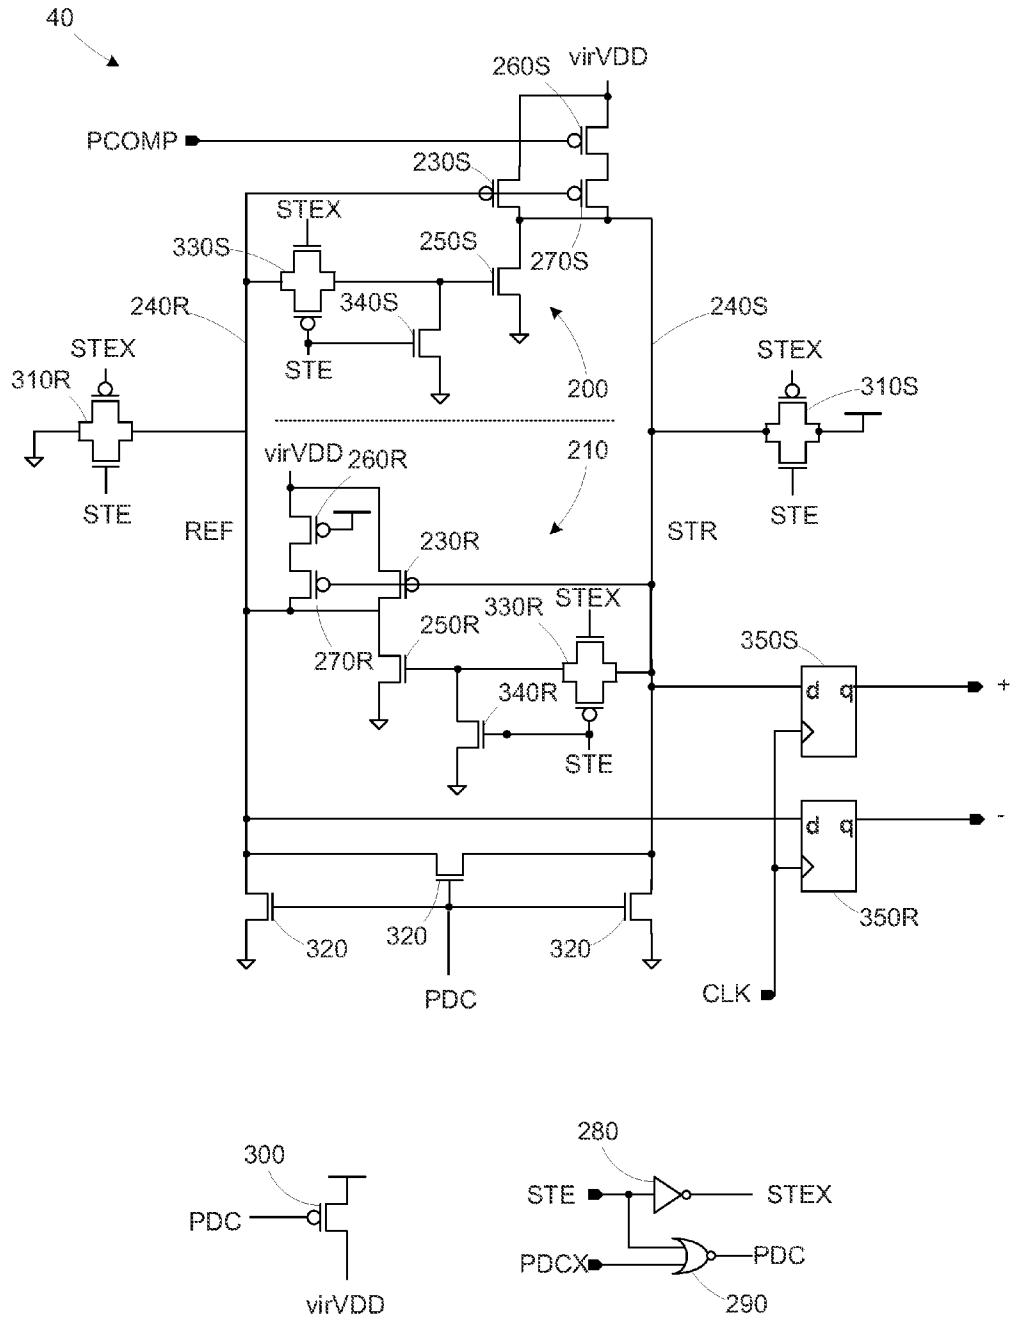 40
virVDD
260S
PCOMP
230S
STEX
330S
250S
270S
340S
240R
240S
STE
STEX
310R
STEX
310S
200
virVDD
260R
210
STE
STE
REF
STR
230R
STEX
330R
250R
270R
350S
340R
d q
+
STE
d q
-
320
320
320
350R
PDC
CLK
280
300
STE
STEX
PDC
PDCX
PDC
290
virVDD